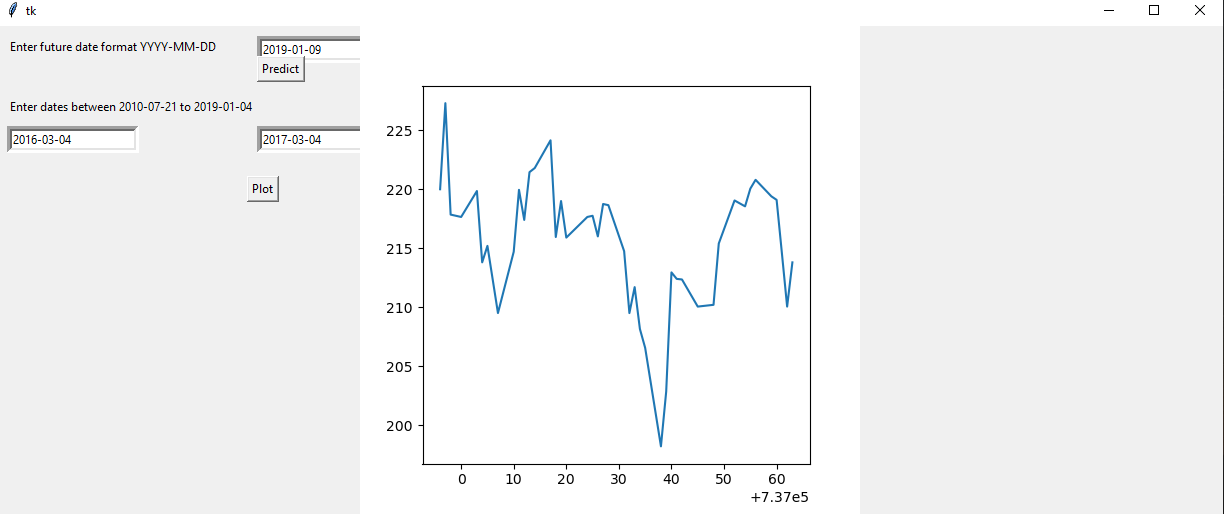 tk
Enter future date format YYYY-MM-DD
2019-01-09
Predict
Enter dates between 2010-07-21 to 2019-01-04
2016-03-04
2017-03-04
Plot
225
220
215
210
205
200
0 10 20 30 40 50 60
+7.37e5